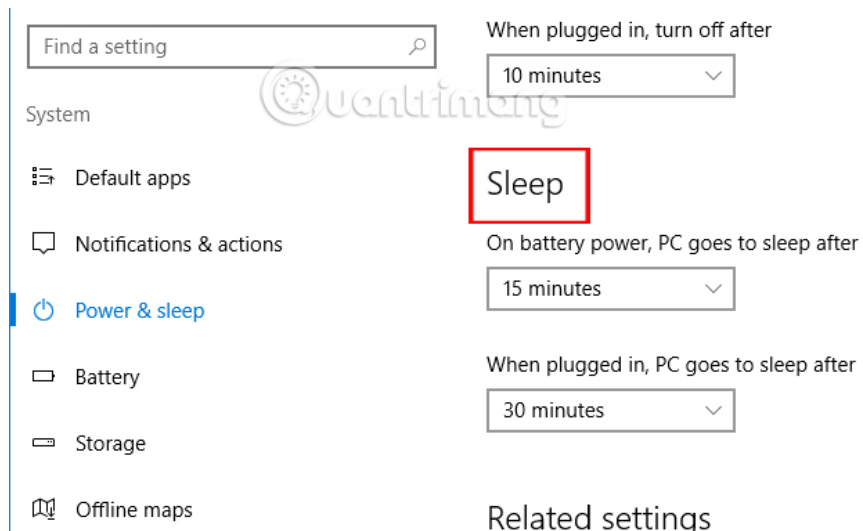 Find a setting
System
Default apps
Notifications & actions
Power & sleep
Battery
Storage
Offline maps
When plugged in, turn off after
10 minutes
Quantrimang
Sleep
On battery power, PC goes to sleep after
15 minutes
When plugged in, PC goes to sleep after
30 minutes
Related settings